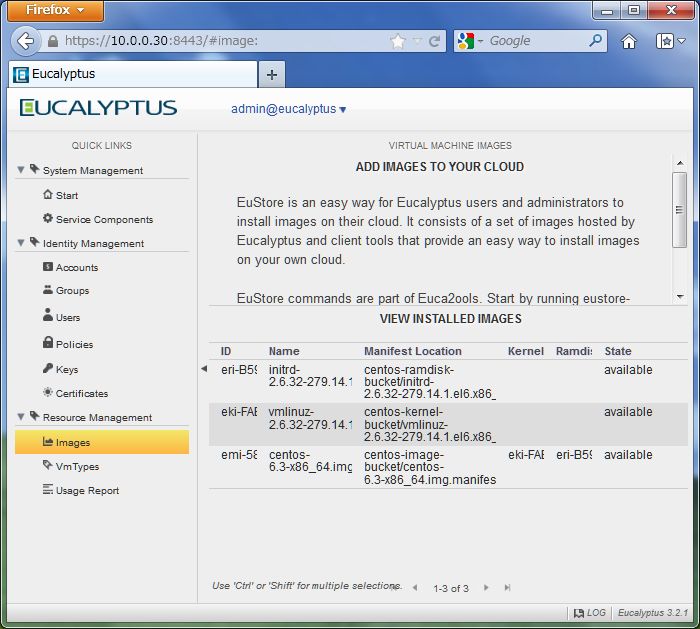 Firefox
https://10.0.0.30:8443/#image:
Google
Eucalyptus
EUCALYPTUS
admin@eucalyptus
QUICK LINKS
System Management
Start
Service Components
Identity Management
Accounts
Groups
Users
Policies
Keys
Certificates
Resource Management
Images
VmTypes
Usage Report
VIRTUAL MACHINE IMAGES
ADD IMAGES TO YOUR CLOUD
EuStore is an easy way for Eucalyptus users and administrators to
install images on their cloud. It consists of a set of images hosted by
Eucalyptus and client tools that provide an easy way to install images
on your own cloud.
EuStore commands are part of Euca2ools. Start by running eustore-
VIEW INSTALLED IMAGES
ID Name Manifest Location Kernel Ramdis State
eri-B59 initrd- centos-ramdisk- available
2.6.32-279.14.1 bucket/initrd-
2.6.32-279.14.1.el6.x86_
eki-FAE vmlinuz- centos-kernel- available
2.6.32-279.14.1 bucket/vmlinuz-
2.6.32-279.14.1.el6.x86_
emi-58 centos- centos-image- eki-FAE eri-B59 available
6.3-x86_64.img bucket/centos-
6.3-x86_64.img.manifes
Use 'Ctrl' or 'Shift' for multiple selections.
1-3 of 3
LOG
Eucalyptus 3.2.1